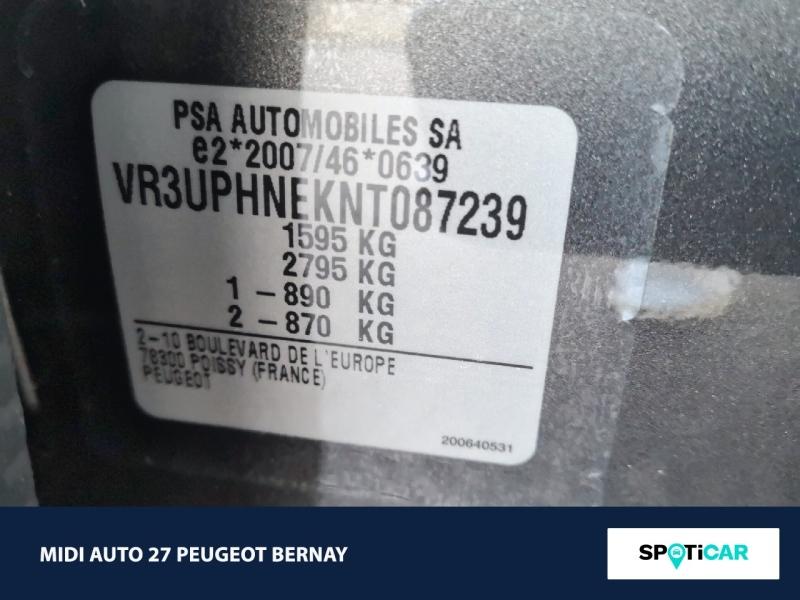 PSA AUTOMOBILES SA
e2*2007/46*0639
VR3UPHNEKNT087239
1595 KG
2795 KG
1 - 890 KG
2 - 870 KG
2-10 BOULEVARD DE L'EUROPE
78300 POISSY (FRANCE)
PEUGEOT
200640531
MIDI AUTO 27 PEUGEOT BERNAY
SPOTiCAR